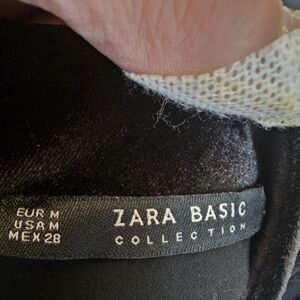 EUR M
USA M
MEX 28
ZARA BASIC
COLLECTION